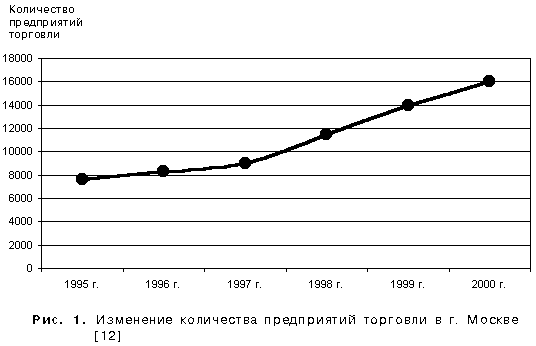 Количество
предприятий
торговли
18000
16000
14000
12000
10000
8000
6000
4000
2000
0
1995 г. 1996 г. 1997 г. 1998 г. 1999 г. 2000 г.
Рис. 1. Изменение количества предприятий торговли в г. Москве
[12]